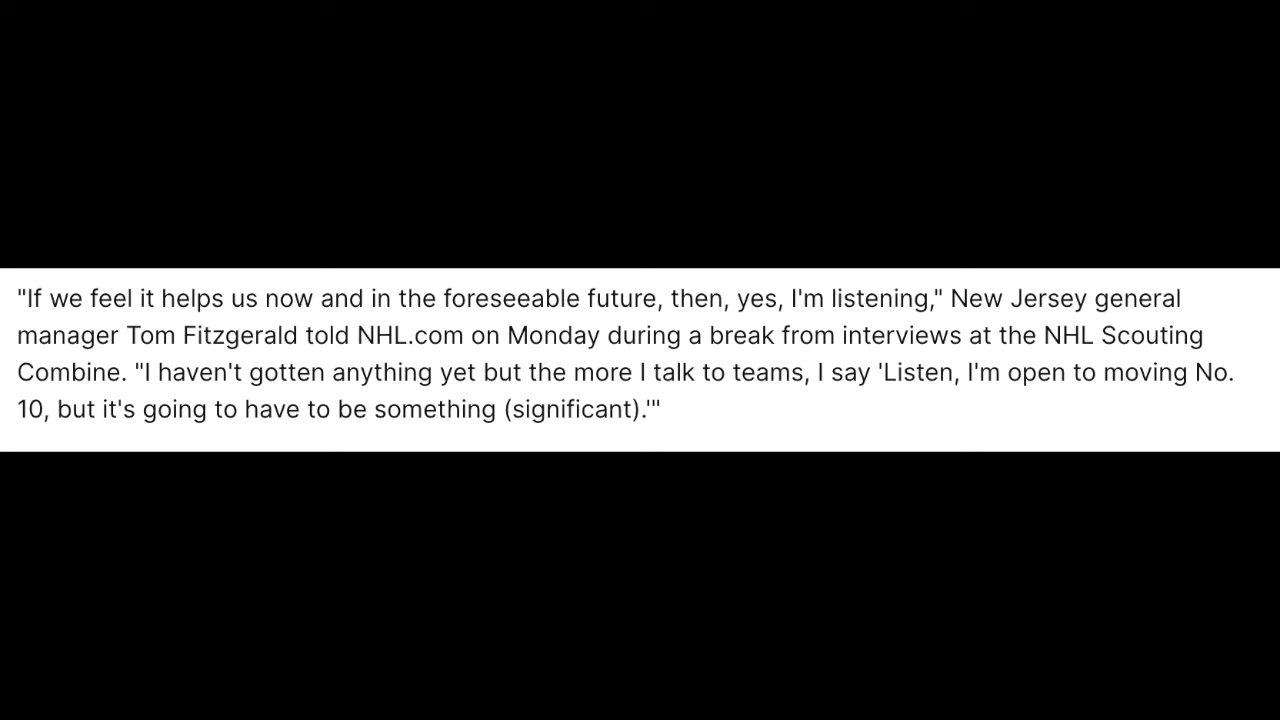 "If we feel it helps us now and in the foreseeable future, then, yes, I'm listening," New Jersey general
manager Tom Fitzgerald told NHL.com on Monday during a break from interviews at the NHL Scouting
Combine. "I haven't gotten anything yet but the more I talk to teams, I say 'Listen, I'm open to moving No.
10, but it's going to have to be something (significant).'"